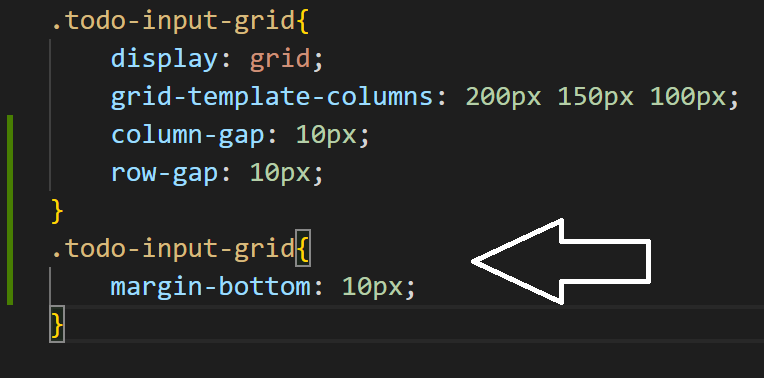 .todo-input-grid{
display: grid;
grid-template-columns: 200px 150px 100px;
column-gap: 10px;
row-gap: 10px;
}
.todo-input-grid{
margin-bottom: 10px;
}